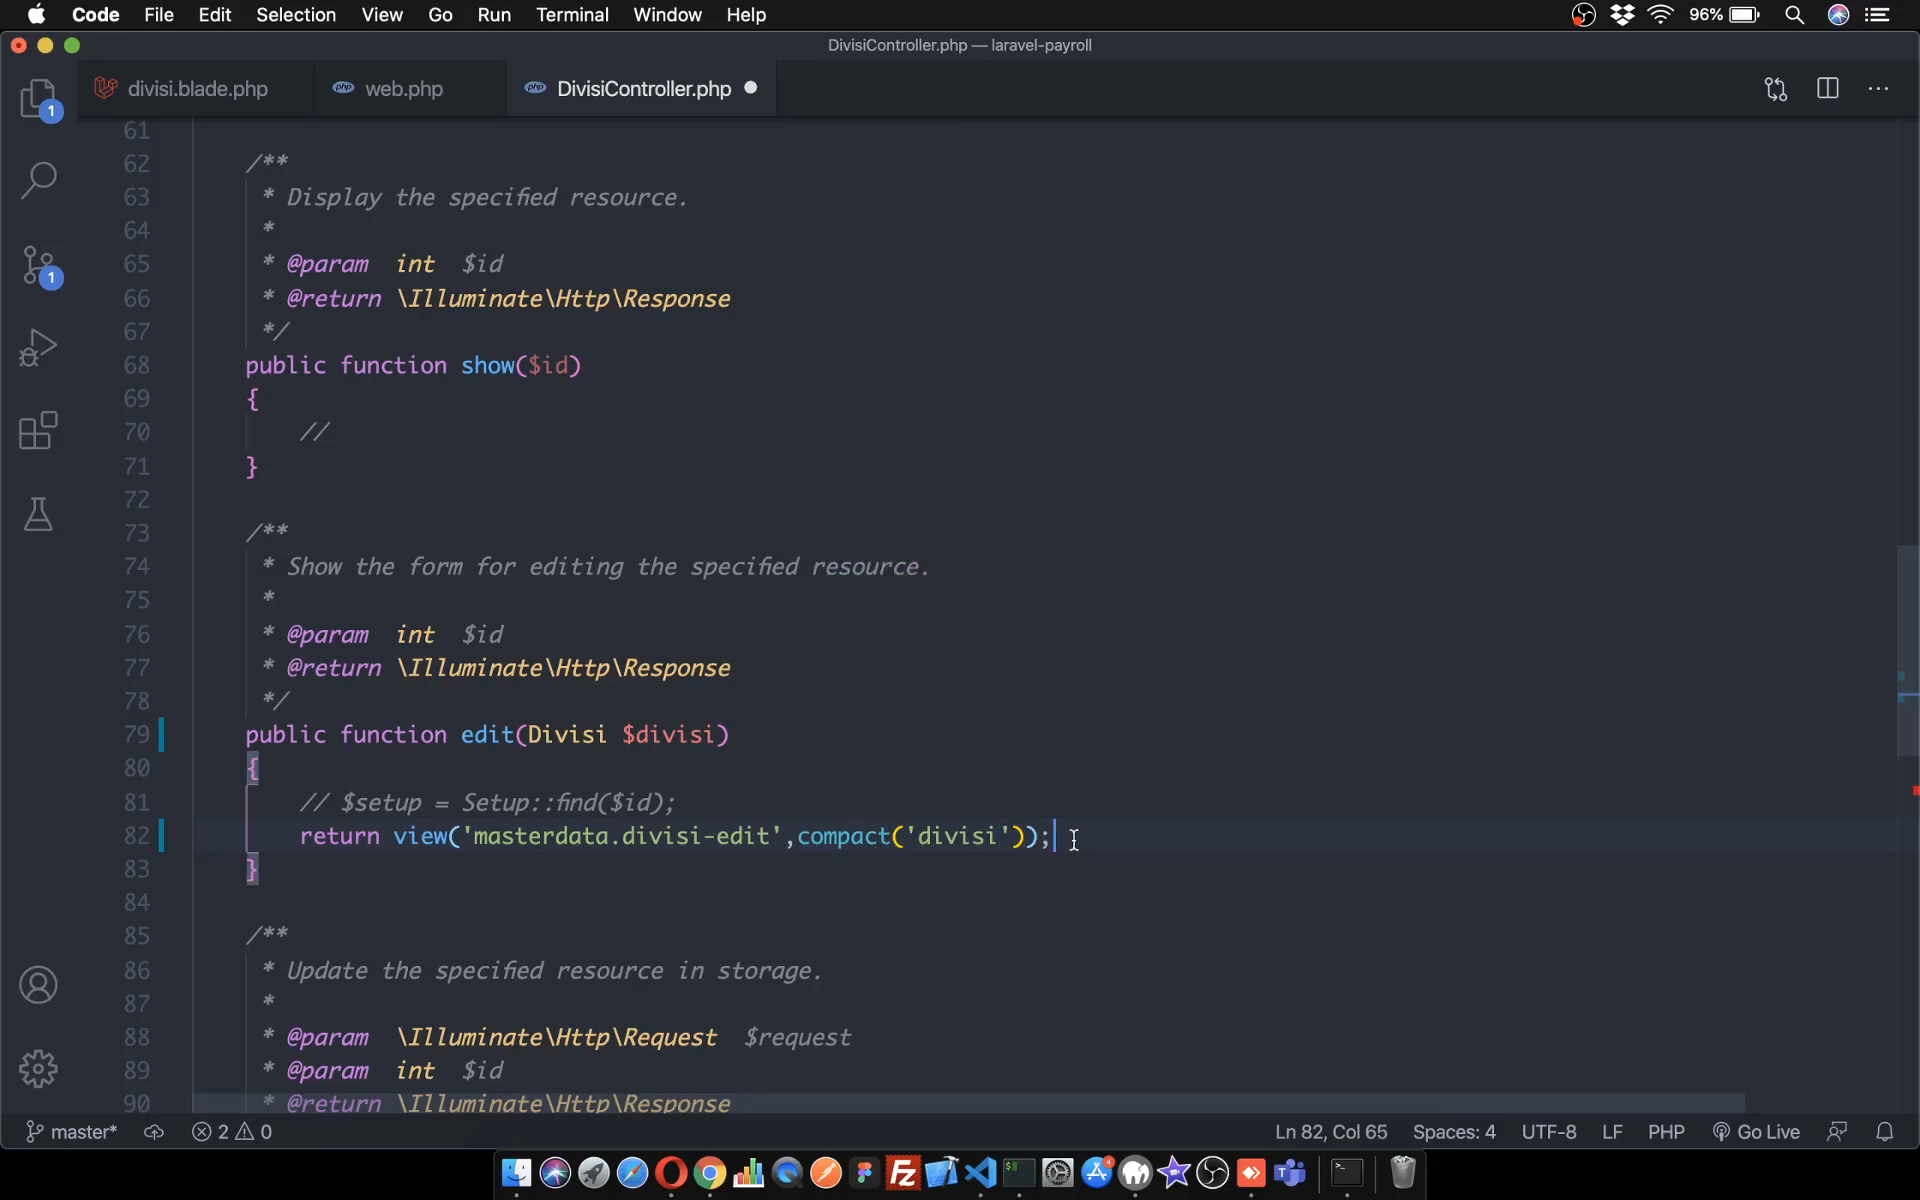 Code File Edit Selection View Go Run Terminal Window Help 96%
DivisiController.php — laravel-payroll
divisi.blade.php web.php DivisiController.php
1
1
61
62 /**
63 * Display the specified resource.
64 *
65 * @param  int  $id
66 * @return \Illuminate\Http\Response
67 */
68 public function show($id)
69 {
70 //
71 }
72
73 /**
74 * Show the form for editing the specified resource.
75 *
76 * @param  int  $id
77 * @return \Illuminate\Http\Response
78 */
79 public function edit(Divisi $divisi)
80 {
81 // $setup = Setup::find($id);
82 return view('masterdata.divisi-edit',compact('divisi'));
83 }
84
85 /**
86 * Update the specified resource in storage.
87 *
88 * @param  \Illuminate\Http\Request  $request
89 * @param  int  $id
90 * @return \Illuminate\Http\Response
master* 2 0 Ln 82, Col 65 Spaces: 4 UTF-8 LF PHP Go Live